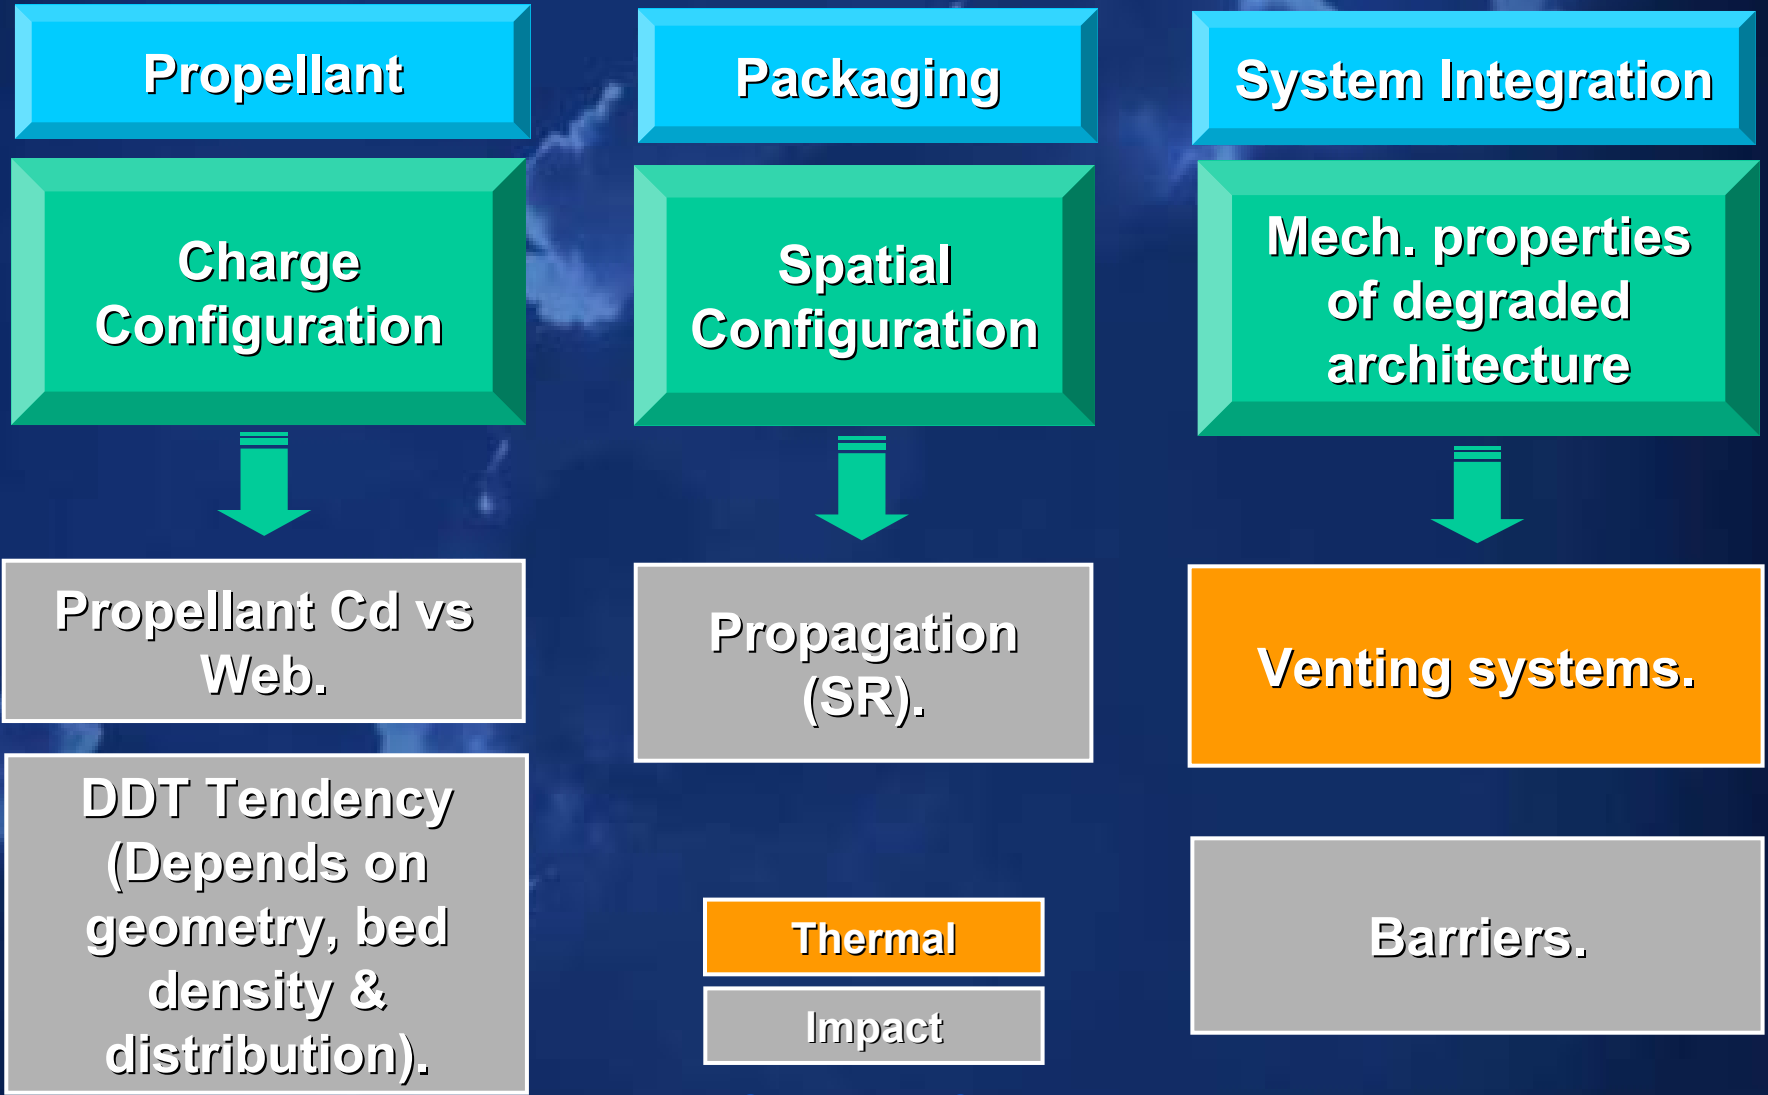 Propellant
Charge
Configuration
Propellant Cd vs
Web.
DDT Tendency
(Depends on
geometry, bed
density &
distribution).
Packaging
Spatial
Configuration
Propagation
(SR).
Thermal
Impact
System Integration
Mech. properties
of degraded
architecture
Venting systems.
Barriers.